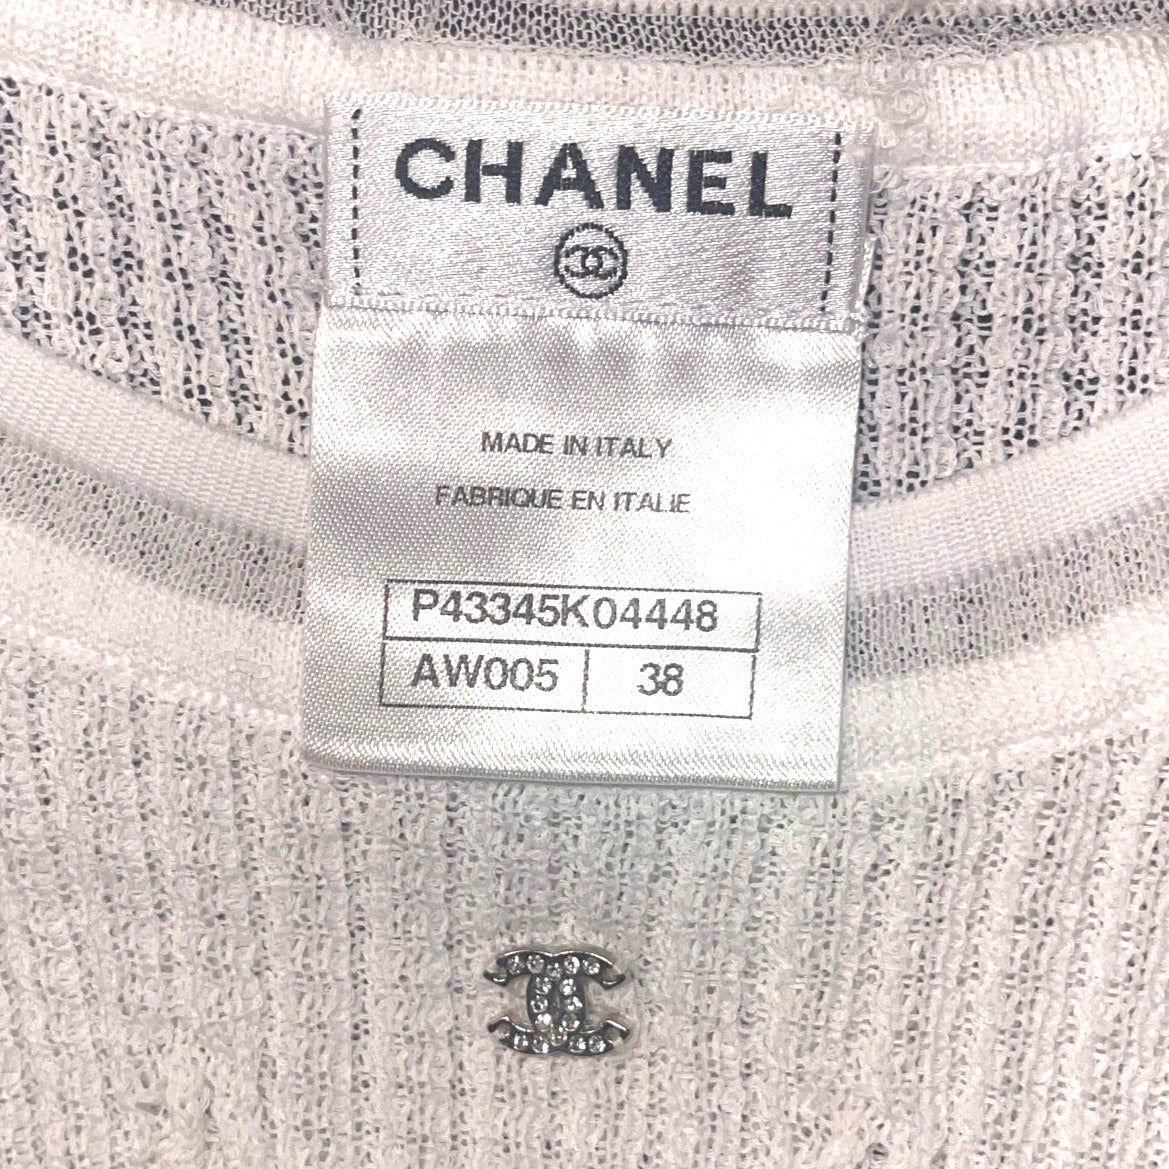 CHANEL
MADE IN ITALY
FABRIQUE EN ITALIE
P43345K04448
AW005 38